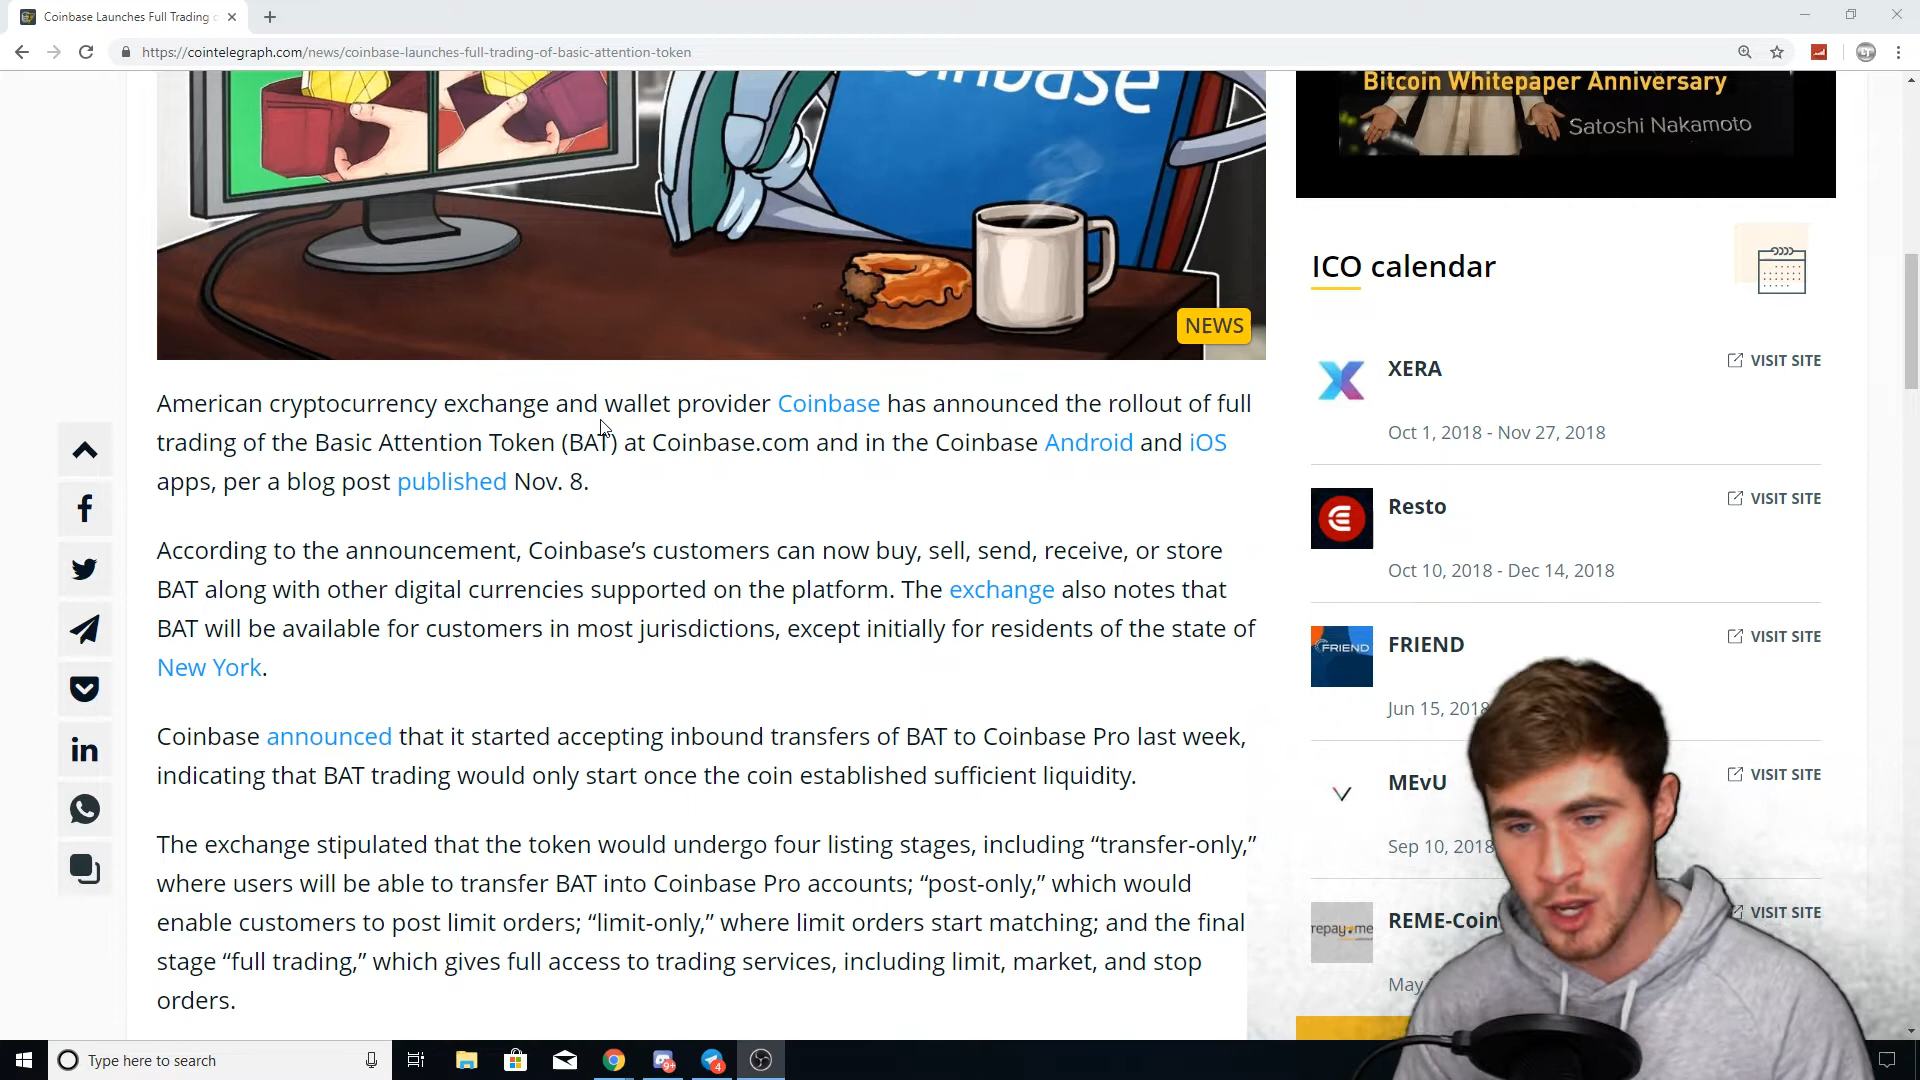 Coinbase Launches Full Trading
https://cointelegraph.com/news/coinbase-launches-full-trading-of-basic-attention-token
coinbase
NEWS
American cryptocurrency exchange and wallet provider Coinbase has announced the rollout of full
trading of the Basic Attention Token (BAT) at Coinbase.com and in the Coinbase Android and iOS
apps, per a blog post published Nov. 8.
According to the announcement, Coinbase’s customers can now buy, sell, send, receive, or store
BAT along with other digital currencies supported on the platform. The exchange also notes that
BAT will be available for customers in most jurisdictions, except initially for residents of the state of
New York.
Coinbase announced that it started accepting inbound transfers of BAT to Coinbase Pro last week,
indicating that BAT trading would only start once the coin established sufficient liquidity.
The exchange stipulated that the token would undergo four listing stages, including “transfer-only,”
where users will be able to transfer BAT into Coinbase Pro accounts; “post-only,” which would
enable customers to post limit orders; “limit-only,” where limit orders start matching; and the final
stage “full trading,” which gives full access to trading services, including limit, market, and stop
orders.
Bitcoin Whitepaper Anniversary
Satoshi Nakamoto
ICO calendar
XERA
VISIT SITE
Oct 1, 2018 - Nov 27, 2018
Resto
VISIT SITE
Oct 10, 2018 - Dec 14, 2018
FRIEND
FRIEND
VISIT SITE
Jun 15, 2018
MEvU
VISIT SITE
Sep 10, 2018
repay me
REME-Coin
VISIT SITE
May
Type here to search
9+
4